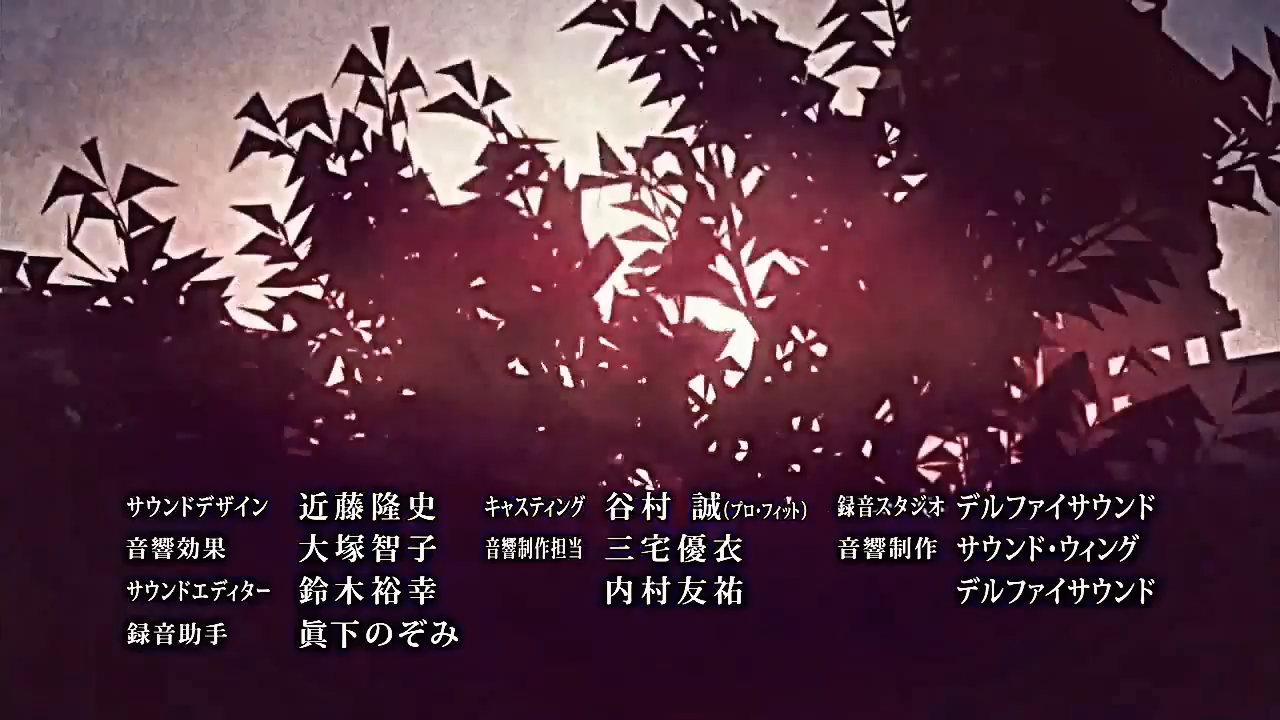 サウンドデザイン 近藤隆史
音響効果 大塚智子
サウンドエディター 鈴木裕幸
録音助手 眞下のぞみ
キャスティング 谷村 誠(プロ・フィット)
音響制作担当 三宅優衣
内村友祐
録音スタジオ デルファイサウンド
音響制作 サウンド・ウィング
デルファイサウンド